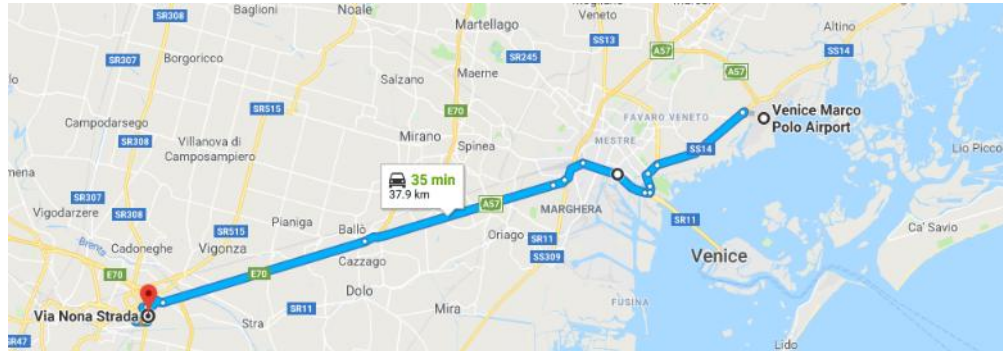 SR308
Baglioni
Noale
Martellago
Veneto
SS13
A57
Altino
SS14
SR307
Borgoricco
SR245
Maerne
Salzano
E70
A57
Campodarsego
SR308
SR515
FAVARO VENETO
Venice Marco
Polo Airport
Villanova di
Camposampiero
Mirano
Spinea
MESTRE
SS14
Lio Picco
35 min
37.9 km
SR307
SR308
Vigodarzere
Pianiga
Ballò
A57
MARGHERA
SR11
Ca' Savio
Brenta
Cadoneghe
SR515
Vigonza
Oriago
SR11
SS309
Cazzago
Venice
E70
E70
Dolo
Mira
FUSINA
Via Nona Strada
Stra
SR11
SR47
Lido